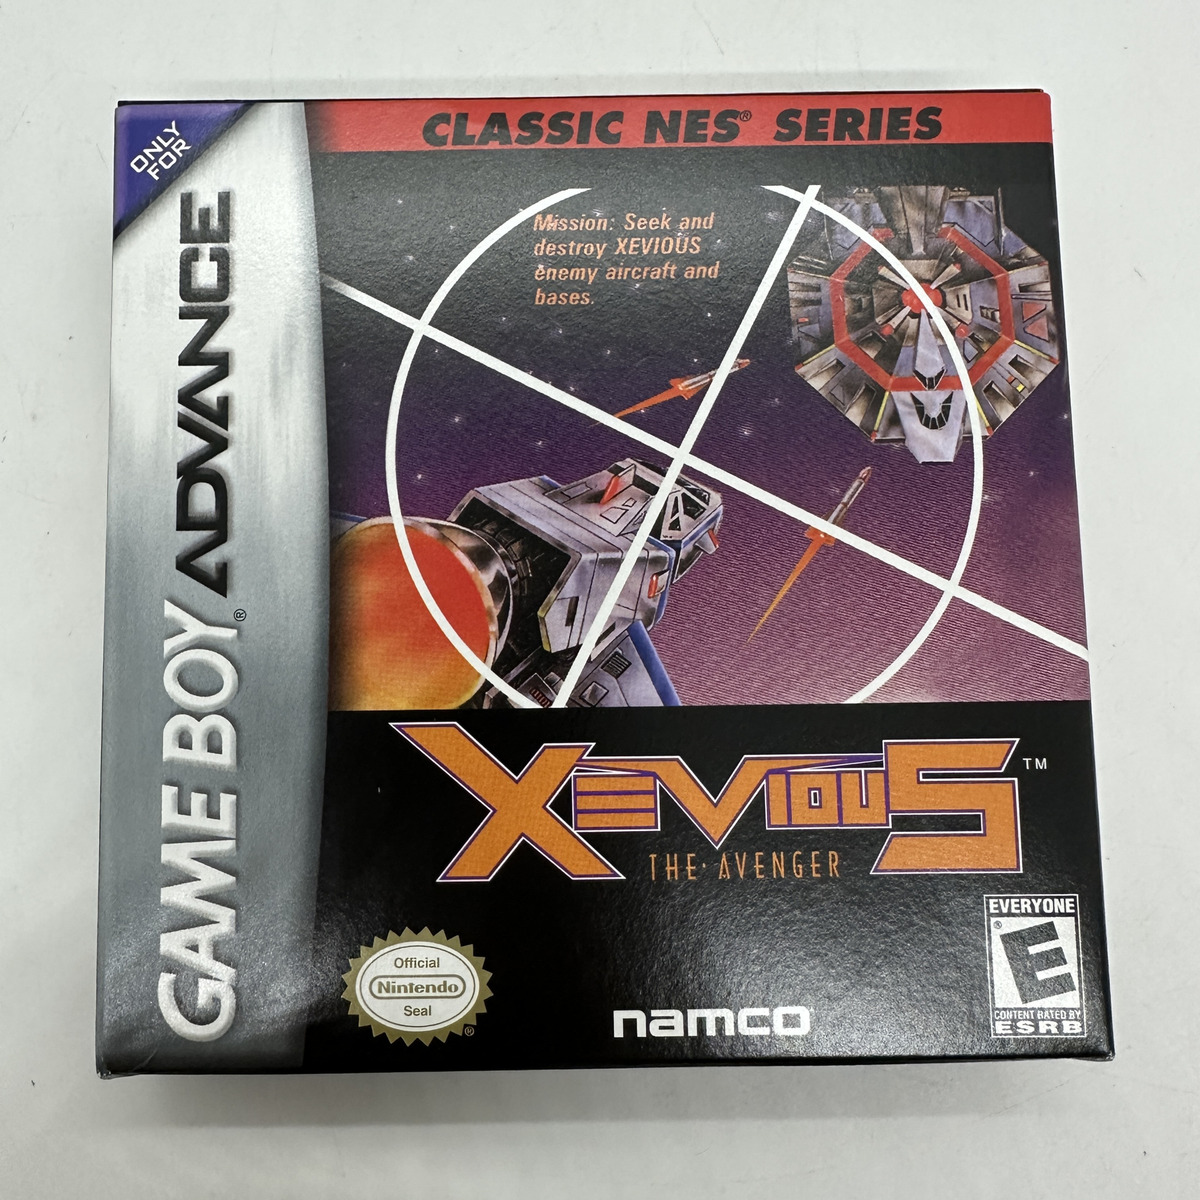 ONLY
FOR
GAME BOY® ADVANCE
CLASSIC NES® SERIES
Mission: Seek and
destroy XEVIOUS
enemy aircraft and
bases.
XEVIOUS™
THE·AVENGER
Official
Nintendo
Seal
®
namco
EVERYONE
E
®
CONTENT RATED BY
ESRB